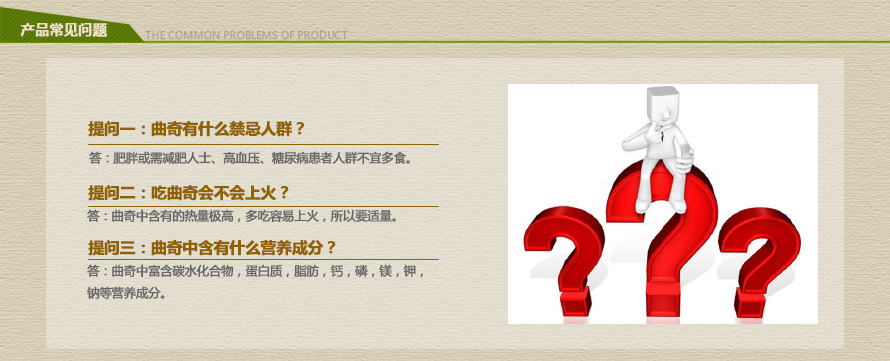 产品常见问题
THE COMMON PROBLEMS OF PRODUCT
提问一：曲奇有什么禁忌人群？
答：肥胖或需减肥人士、高血压、糖尿病患者人群不宜多食。
提问二：吃曲奇会不会上火？
答：曲奇中含有的热量极高，多吃容易上火，所以要适量。
提问三：曲奇中含有什么营养成分？
答：曲奇中富含碳水化合物，蛋白质，脂肪，钙，磷，镁，钾，
钠等营养成分。